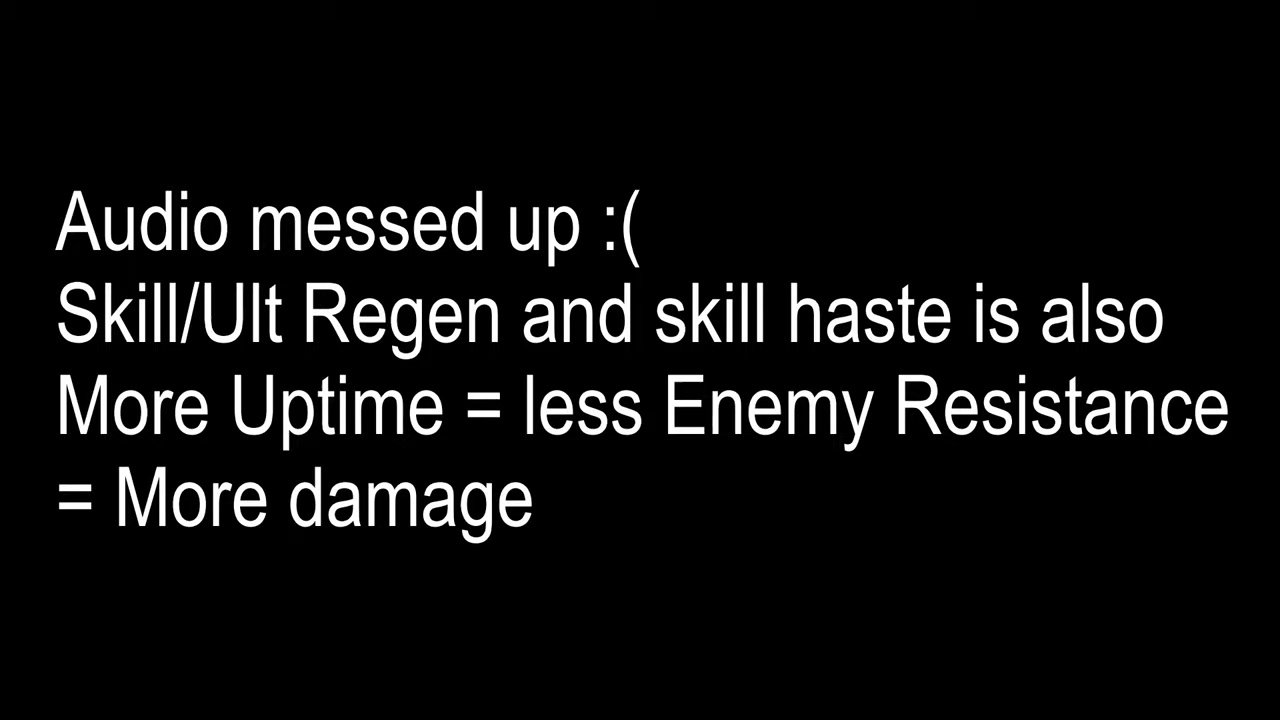 Audio messed up :(
Skill/Ult Regen and skill haste is also
More Uptime = less Enemy Resistance
= More damage